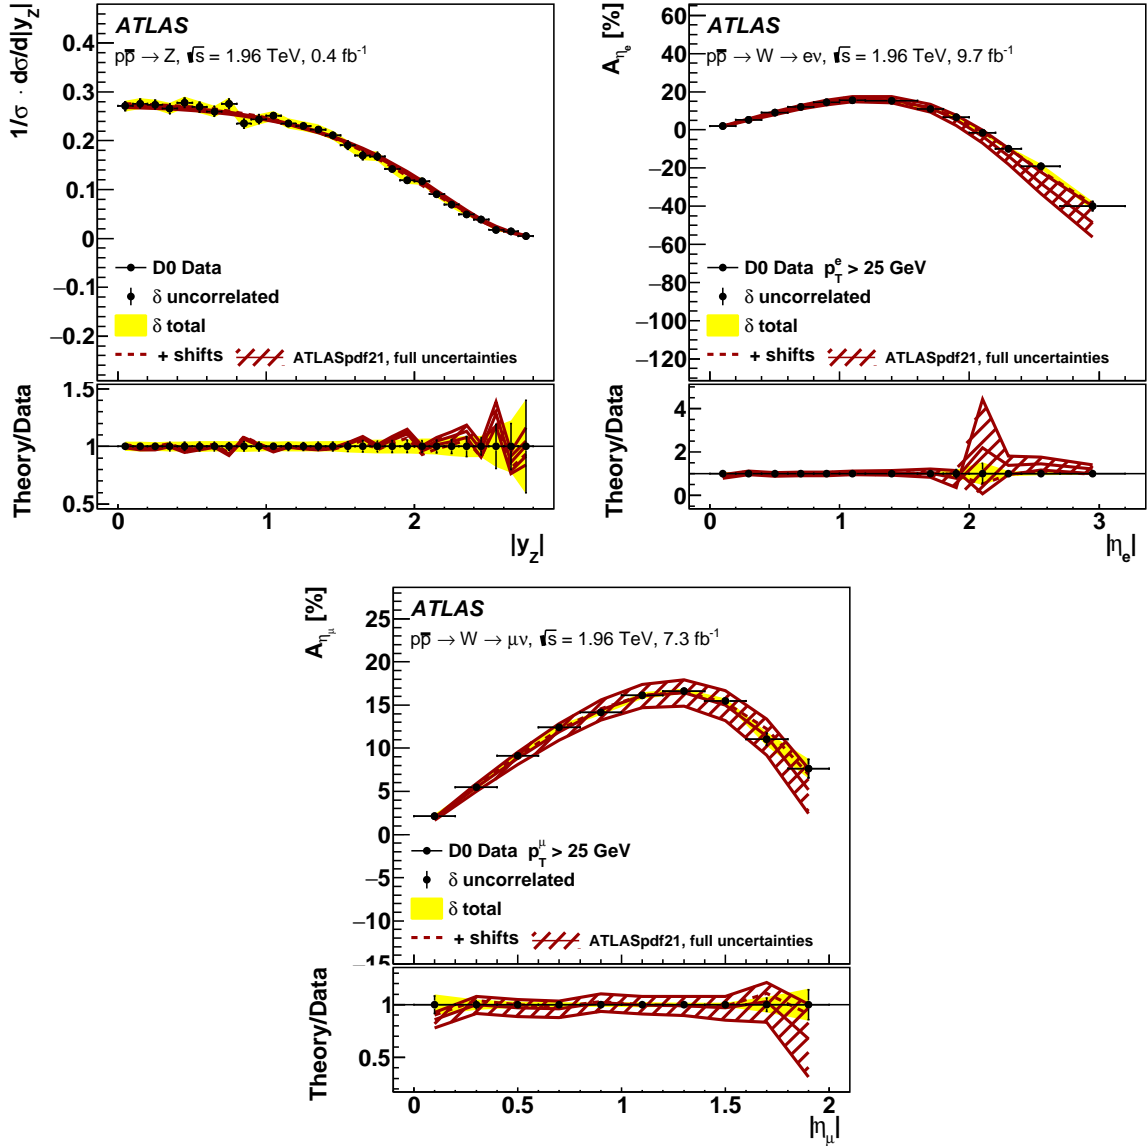 1/σ · dσ/d|y_Z|
ATLAS
pp̅ → Z, √s = 1.96 TeV, 0.4 fb⁻¹
0.4
0.3
0.2
0.1
0
−0.1
−0.2
D0 Data
δ uncorrelated
δ total
+ shifts ATLASpdf21, full uncertainties
Theory/Data
1.5
1
0.5
0 1 2
|y_Z|
A_ηe [%]
ATLAS
pp̅ → W → eν, √s = 1.96 TeV, 9.7 fb⁻¹
60
40
20
0
−20
−40
−60
−80
−100
−120
D0 Data p_T^e > 25 GeV
δ uncorrelated
δ total
+ shifts ATLASpdf21, full uncertainties
Theory/Data
4
2
0
0 1 2 3
|η_e|
A_ημ [%]
ATLAS
pp̅ → W → μν, √s = 1.96 TeV, 7.3 fb⁻¹
25
20
15
10
5
0
−5
−10
−15
D0 Data p_T^μ > 25 GeV
δ uncorrelated
δ total
+ shifts ATLASpdf21, full uncertainties
Theory/Data
1
0.5
0 0.5 1 1.5 2
|η_μ|